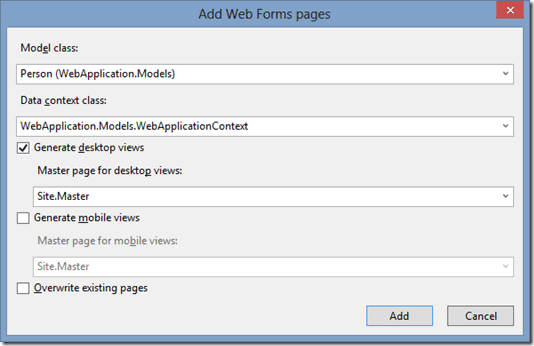 Add Web Forms pages
Model class:
Person (WebApplication.Models)
Data context class:
WebApplication.Models.WebApplicationContext
Generate desktop views
Master page for desktop views:
Site.Master
Generate mobile views
Master page for mobile views:
Site.Master
Overwrite existing pages
Add Cancel